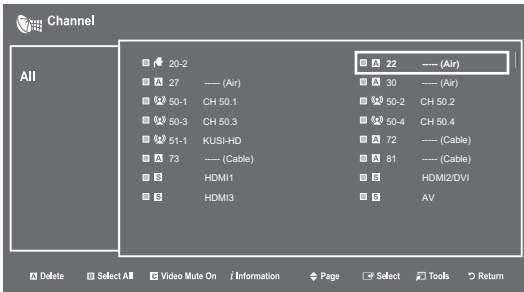 Channel
All
20-2
A 22 ----- (Air)
A 27 ----- (Air)
A 30 ----- (Air)
50-1 CH 50.1
50-2 CH 50.2
50-3 CH 50.3
50-4 CH 50.4
51-1 KUSI-HD
A 72 ----- (Cable)
A 73 ----- (Cable)
A 81 ----- (Cable)
S HDMI1
S HDMI2/DVI
S HDMI3
S AV
A Delete B Select All C Video Mute On i Information Page Select Tools Return